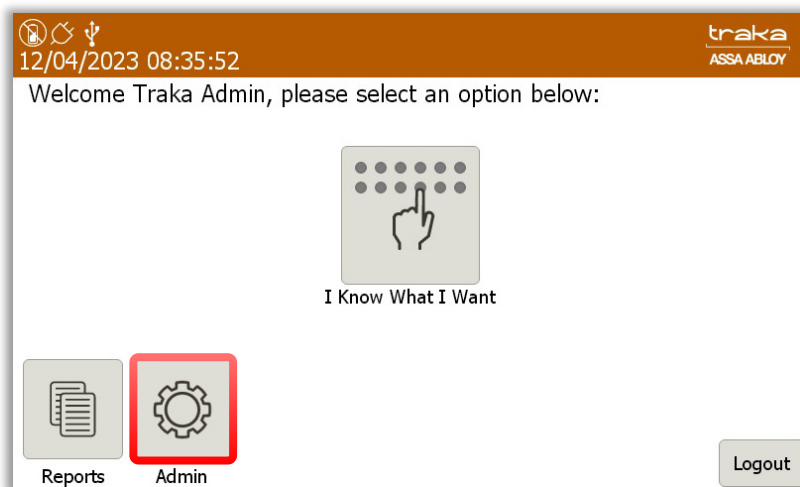 traka
12/04/2023 08:35:52
ASSA ABLOY
Welcome Traka Admin, please select an option below:
I Know What I Want
Reports
Admin
Logout